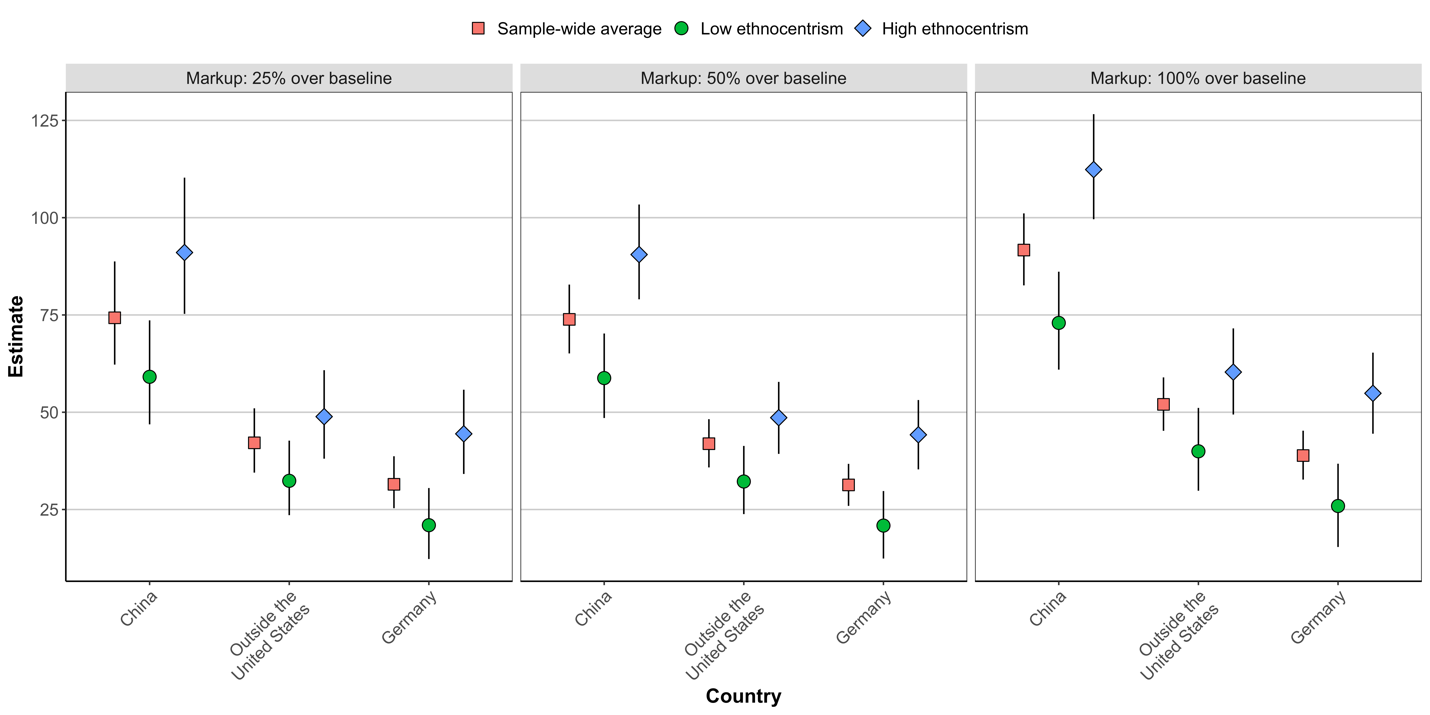 Sample-wide average Low ethnocentrism High ethnocentrism
Markup: 25% over baseline
Markup: 50% over baseline
Markup: 100% over baseline
Estimate
125
100
75
50
25
China
Outside the
United States
Germany
China
Outside the
United States
Germany
China
Outside the
United States
Germany
Country